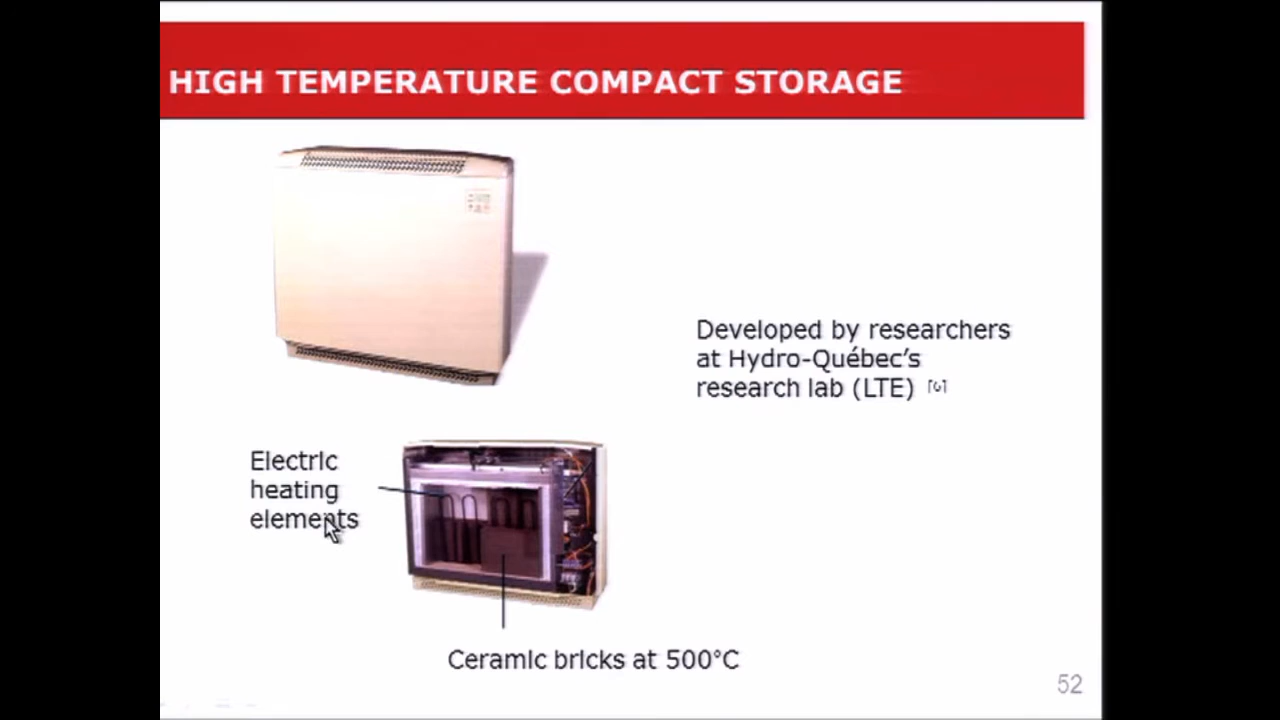 HIGH TEMPERATURE COMPACT STORAGE
Developed by researchers
at Hydro-Québec’s
research lab (LTE) [6]
Electric
heating
elements
Ceramic bricks at 500°C
52